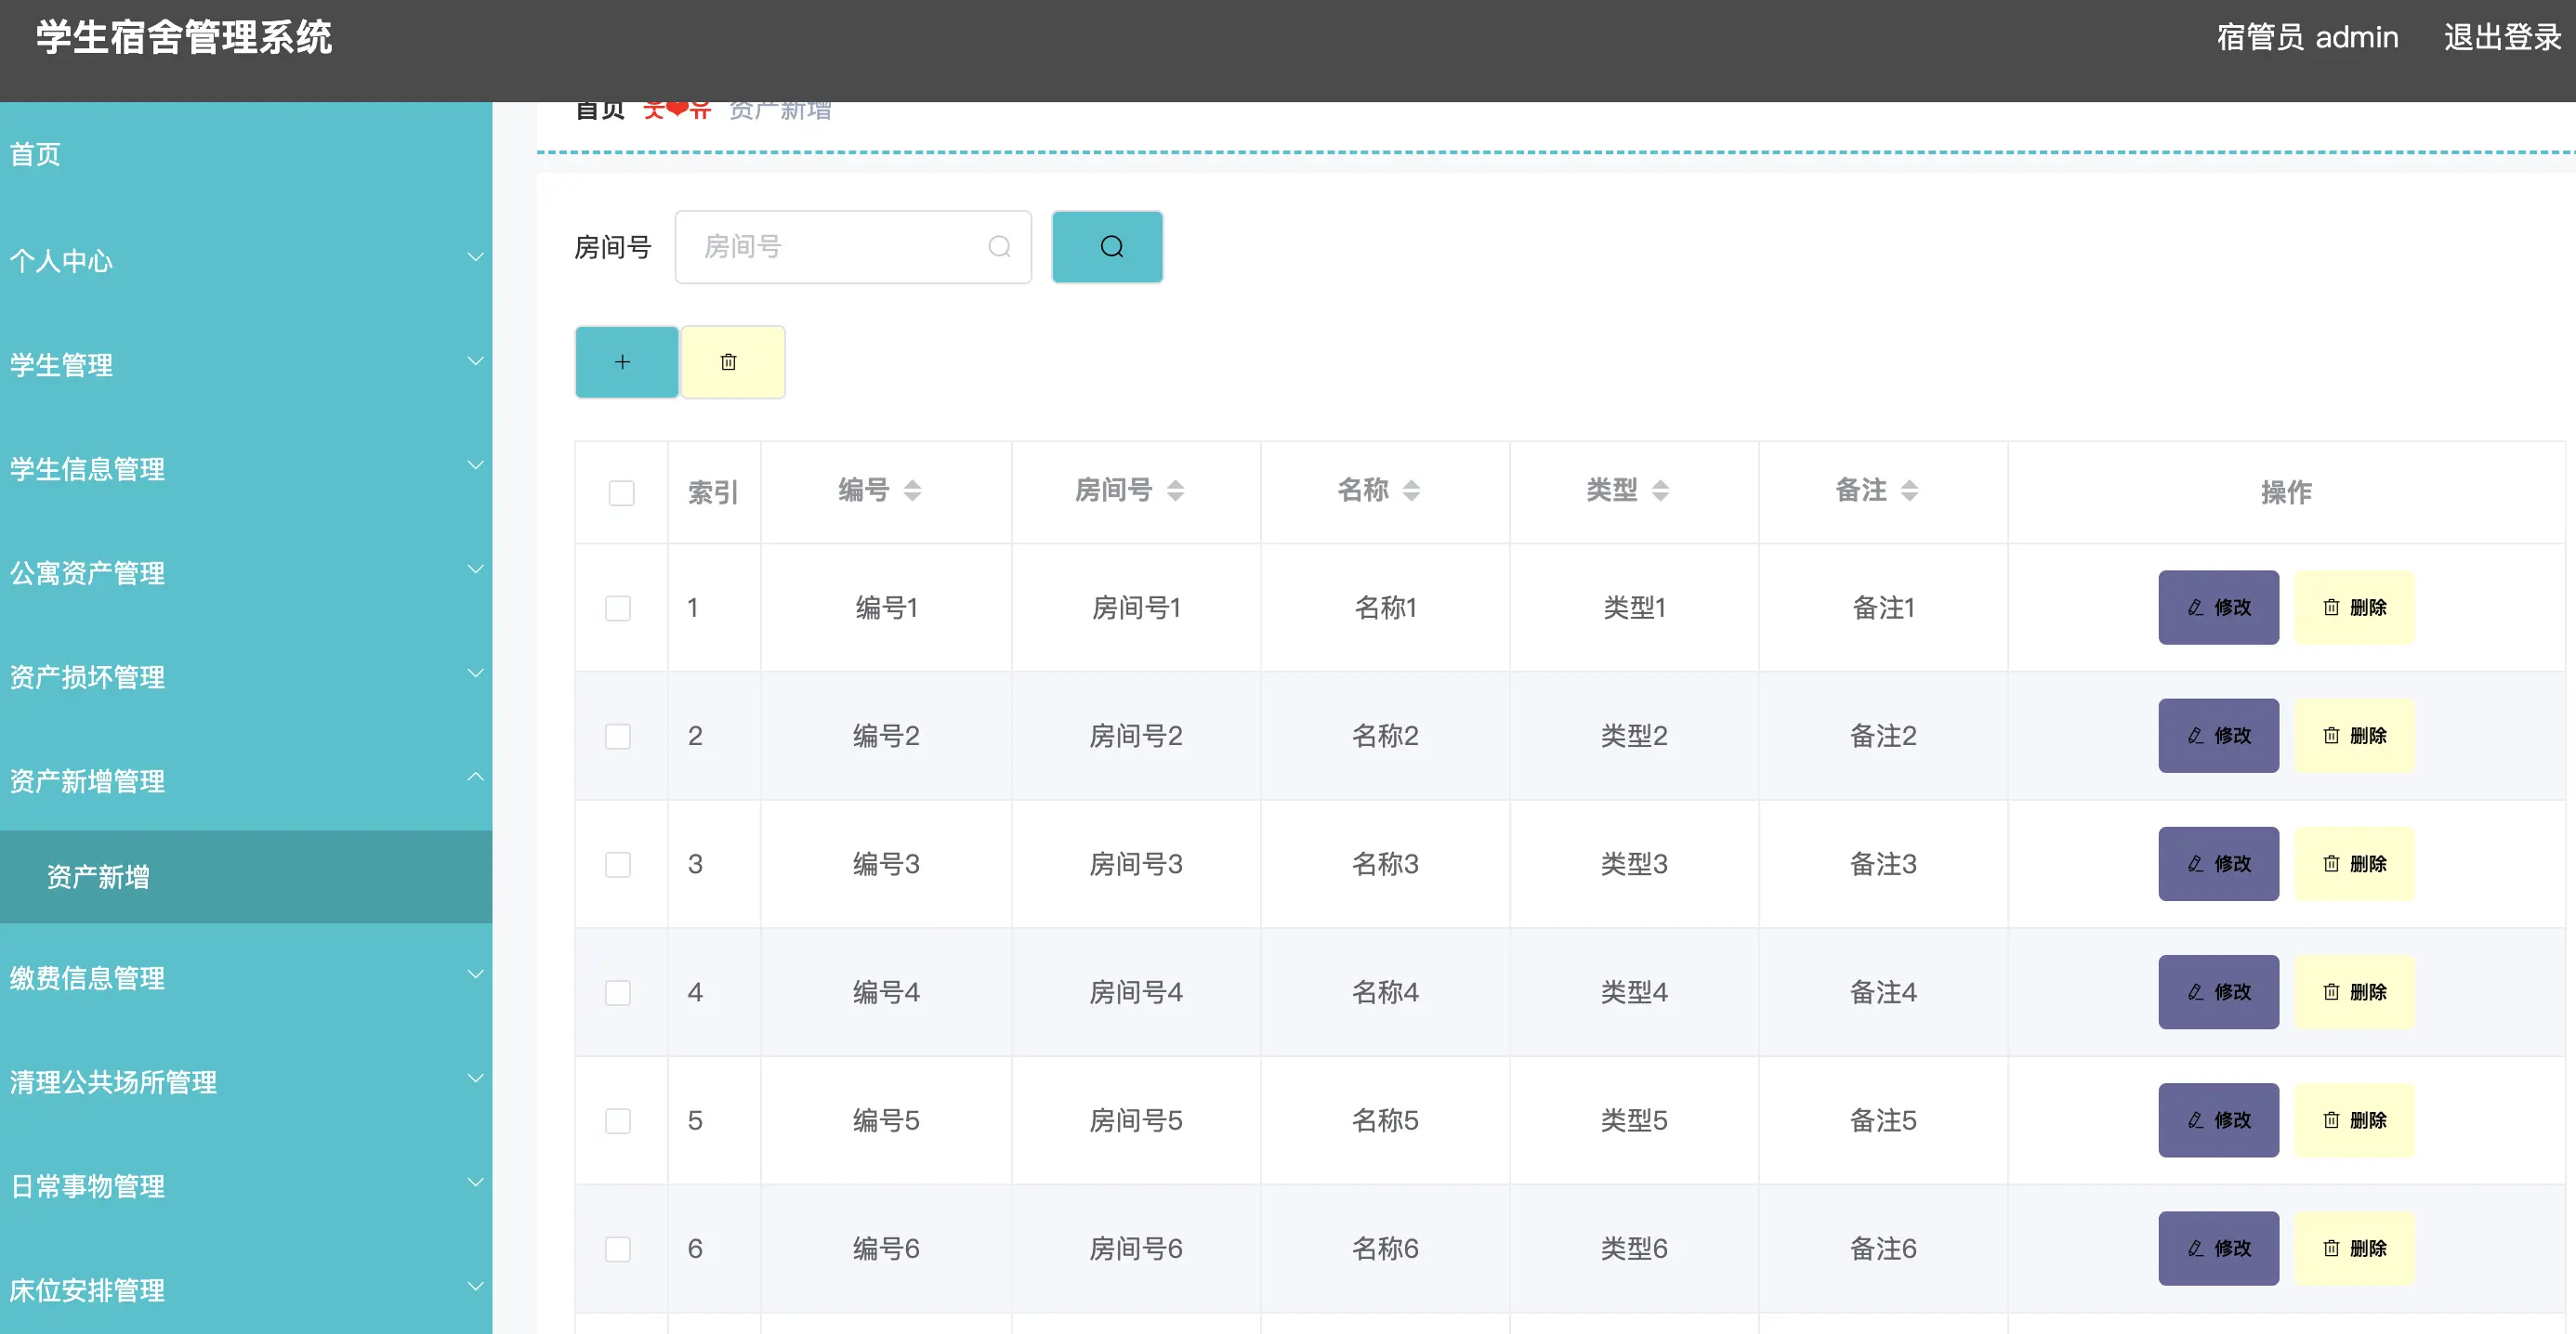 学生宿舍管理系统
宿管员 admin 退出登录
首页 资产新增
首页
个人中心
学生管理
学生信息管理
公寓资产管理
资产损坏管理
资产新增管理
资产新增
缴费信息管理
清理公共场所管理
日常事物管理
床位安排管理
房间号 房间号
索引 编号 房间号 名称 类型 备注 操作
1 编号1 房间号1 名称1 类型1 备注1 修改 删除
2 编号2 房间号2 名称2 类型2 备注2 修改 删除
3 编号3 房间号3 名称3 类型3 备注3 修改 删除
4 编号4 房间号4 名称4 类型4 备注4 修改 删除
5 编号5 房间号5 名称5 类型5 备注5 修改 删除
6 编号6 房间号6 名称6 类型6 备注6 修改 删除